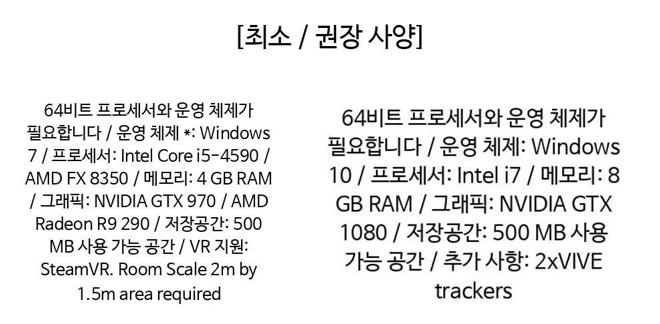 [최소 / 권장 사양]
64비트 프로세서와 운영 체제가
필요합니다 / 운영 체제 *: Windows
7 / 프로세서: Intel Core i5-4590 /
AMD FX 8350 / 메모리: 4 GB RAM
/ 그래픽: NVIDIA GTX 970 / AMD
Radeon R9 290 / 저장공간: 500
MB 사용 가능 공간 / VR 지원:
SteamVR. Room Scale 2m by
1.5m area required
64비트 프로세서와 운영 체제가
필요합니다 / 운영 체제: Windows
10 / 프로세서: Intel i7 / 메모리: 8
GB RAM / 그래픽: NVIDIA GTX
1080 / 저장공간: 500 MB 사용
가능 공간 / 추가 사항: 2xVIVE
trackers